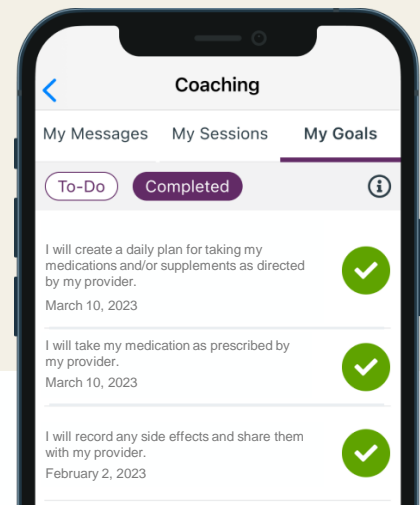 Coaching
My Messages My Sessions My Goals
To-Do Completed
I will create a daily plan for taking my
medications and/or supplements as directed
by my provider.
March 10, 2023
I will take my medication as prescribed by
my provider.
March 10, 2023
I will record any side effects and share them
with my provider.
February 2, 2023